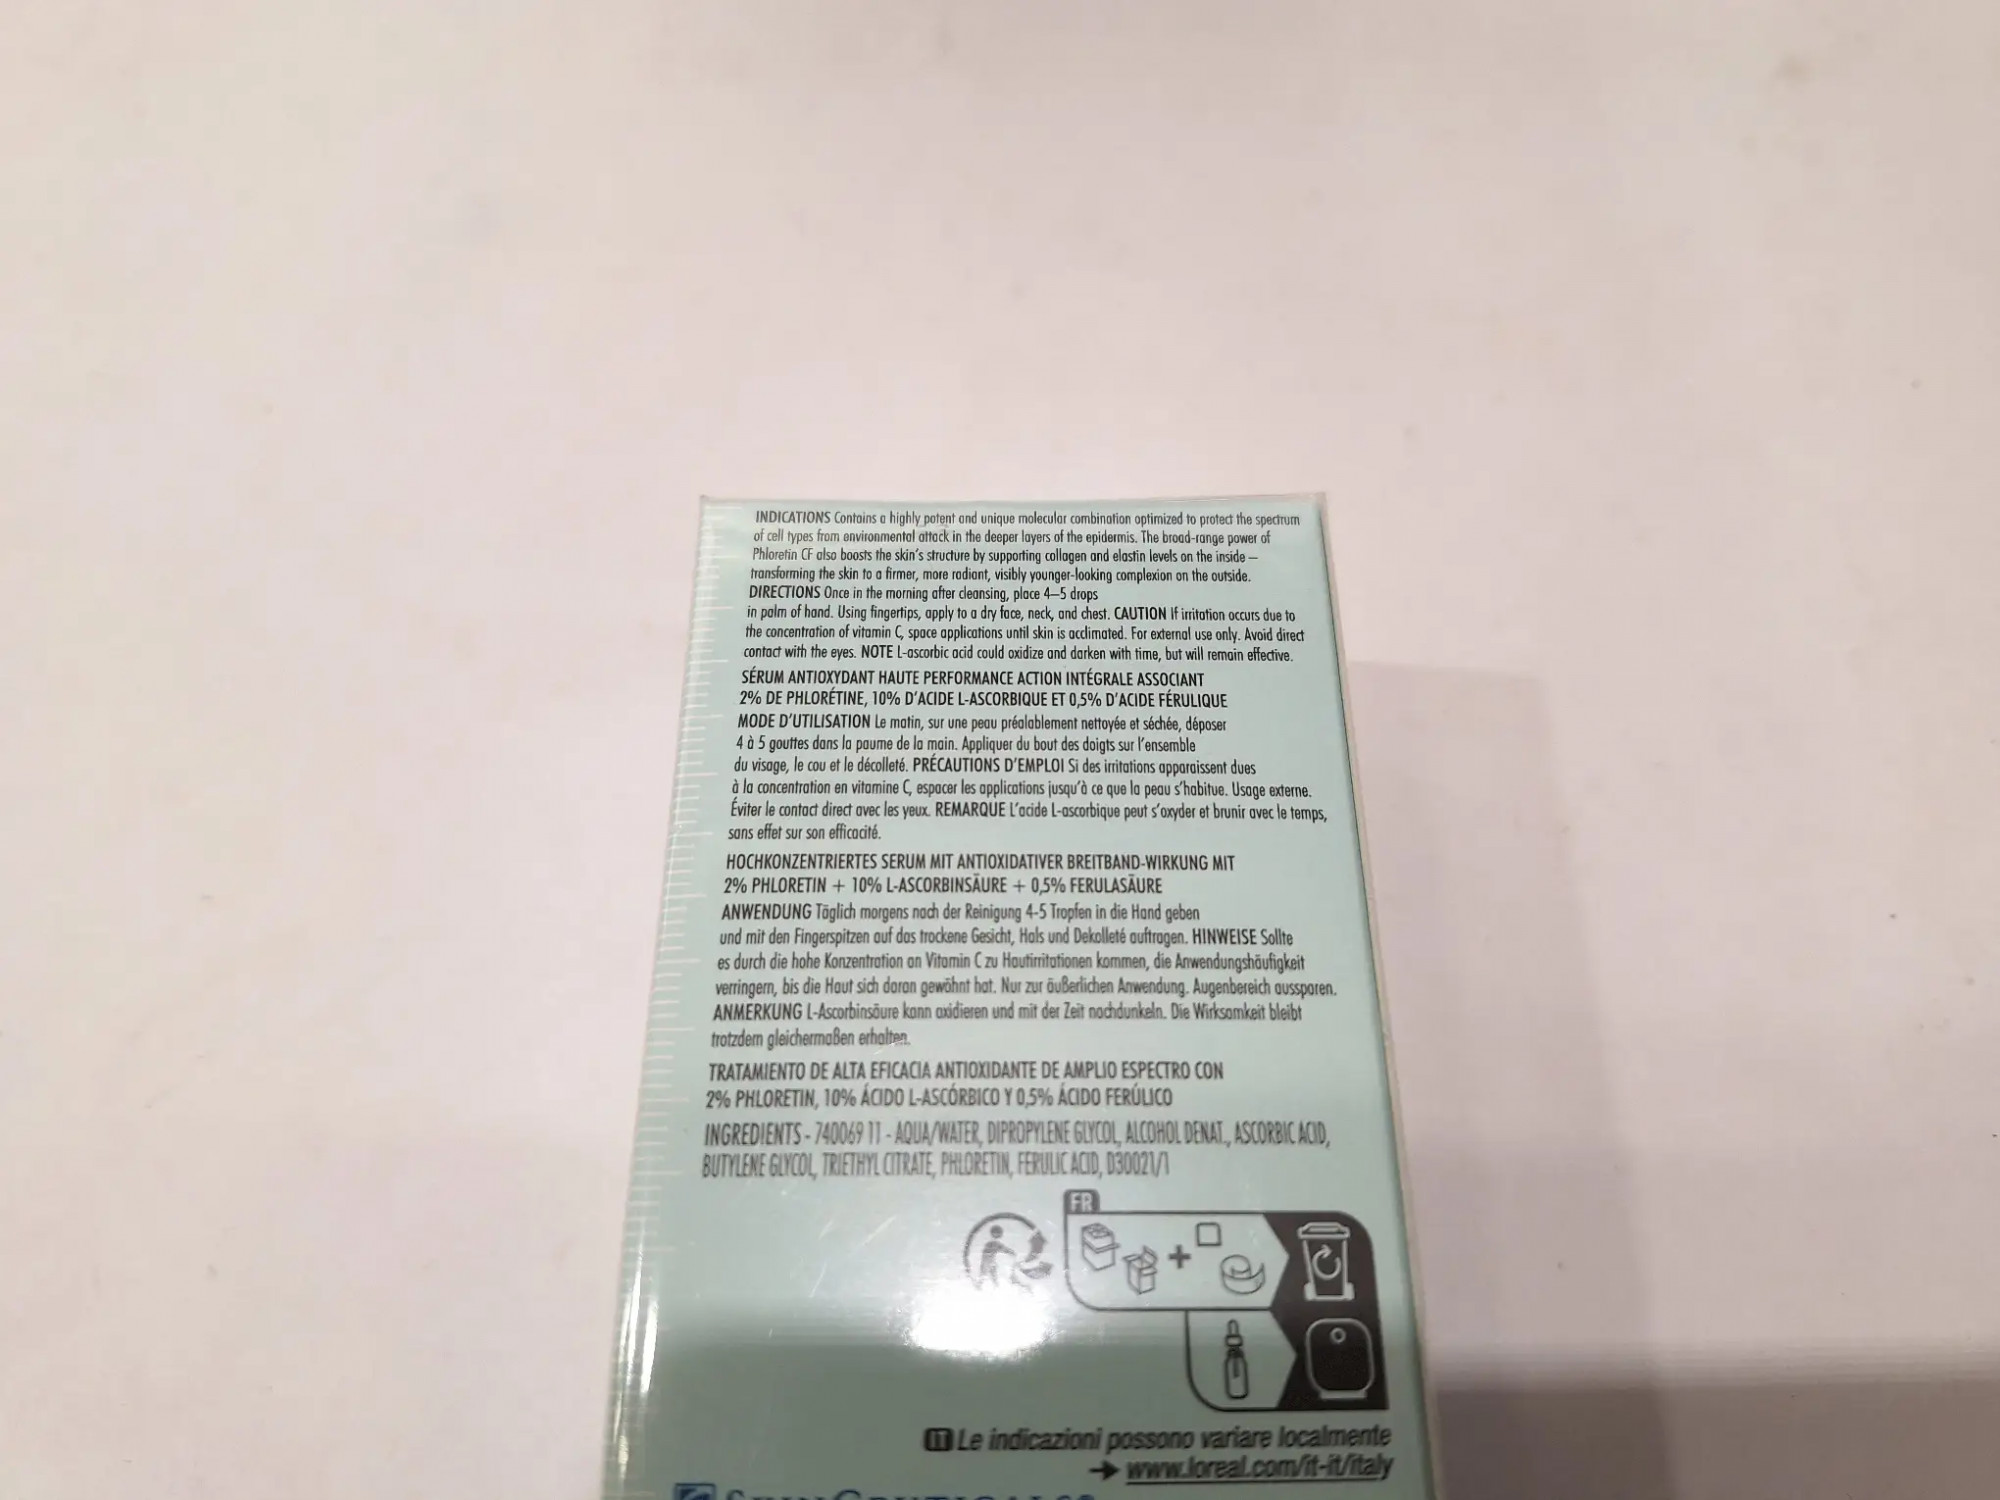 INDICATIONS Contains a highly potent and unique molecular combination optimized to protect the spectrum
of cell types from environmental attack in the deeper layers of the epidermis. The broad-range power of
Phloretin CF also boosts the skin's structure by supporting collagen and elastin levels on the inside –
transforming the skin to a firmer, more radiant, visibly younger-looking complexion on the outside.
DIRECTIONS Once in the morning after cleansing, place 4–5 drops
in palm of hand. Using fingertips, apply to a dry face, neck, and chest. CAUTION If irritation occurs due to
the concentration of vitamin C, space applications until skin is acclimated. For external use only. Avoid direct
contact with the eyes. NOTE L-ascorbic acid could oxidize and darken with time, but will remain effective.
SÉRUM ANTIOXYDANT HAUTE PERFORMANCE ACTION INTÉGRALE ASSOCIANT
2% DE PHLORÉTINE, 10% D'ACIDE L-ASCORBIQUE ET 0,5% D'ACIDE FÉRULIQUE
MODE D'UTILISATION Le matin, sur une peau préalablement nettoyée et séchée, déposer
4 à 5 gouttes dans la paume de la main. Appliquer du bout des doigts sur l'ensemble
du visage, le cou et le décolleté. PRÉCAUTIONS D'EMPLOI Si des irritations apparaissent dues
à la concentration en vitamine C, espacer les applications jusqu'à ce que la peau s'habitue. Usage externe.
Éviter le contact direct avec les yeux. REMARQUE L'acide L-ascorbique peut s'oxyder et brunir avec le temps,
sans effet sur son efficacité.
HOCHKONZENTRIERTES SERUM MIT ANTIOXIDATIVER BREITBAND-WIRKUNG MIT
2% PHLORETIN + 10% L-ASCORBINSÄURE + 0,5% FERULASÄURE
ANWENDUNG Täglich morgens nach der Reinigung 4-5 Tropfen in die Hand geben
und mit den Fingerspitzen auf das trockene Gesicht, Hals und Dekolleté auftragen. HINWEISE Sollte
es durch die hohe Konzentration an Vitamin C zu Hautirritationen kommen, die Anwendungshäufigkeit
verringern, bis die Haut sich daran gewöhnt hat. Nur zur äußerlichen Anwendung. Augenbereich aussparen.
ANMERKUNG L-Ascorbinsäure kann oxidieren und mit der Zeit nachdunkeln. Die Wirksamkeit bleibt
trotzdem gleichermaßen erhalten.
TRATAMIENTO DE ALTA EFICACIA ANTIOXIDANTE DE AMPLIO ESPECTRO CON
2% PHLORETIN, 10% ÁCIDO L-ASCÓRBICO Y 0,5% ÁCIDO FERÚLICO
INGREDIENTS - 740069 11 - AQUA/WATER, DIPROPYLENE GLYCOL, ALCOHOL DENAT., ASCORBIC ACID,
BUTYLENE GLYCOL, TRIETHYL CITRATE, PHLORETIN, FERULIC ACID, D30021/1
FR
IT Le indicazioni possono variare localmente
→ www.loreal.com/it-it/italy
SKINCEUTICALS®